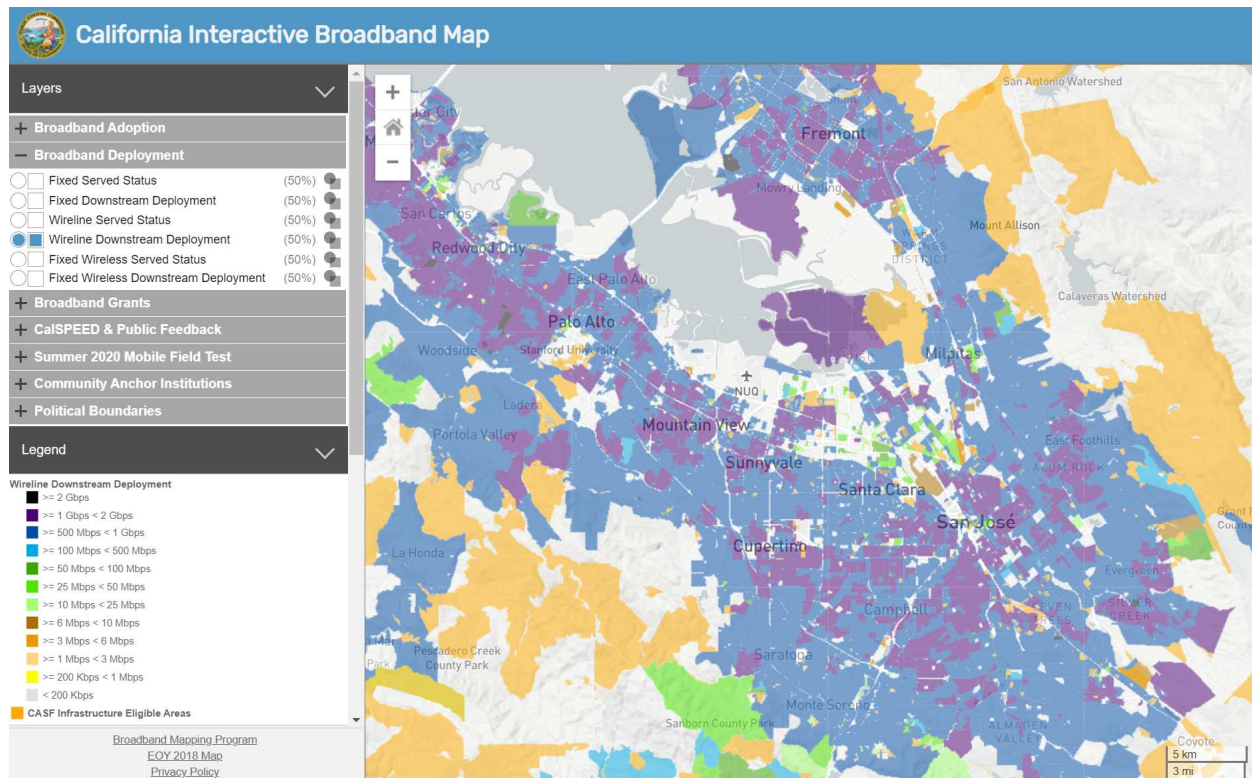 California Interactive Broadband Map
Layers
Broadband Adoption
Broadband Deployment
Fixed Served Status (50%)
Fixed Downstream Deployment (50%)
Wireline Served Status (50%)
Wireline Downstream Deployment (50%)
Fixed Wireless Served Status (50%)
Fixed Wireless Downstream Deployment (50%)
Broadband Grants
CalSPEED & Public Feedback
Summer 2020 Mobile Field Test
Community Anchor Institutions
Political Boundaries
Legend
Wireline Downstream Deployment
>= 2 Gbps
>= 1 Gbps < 2 Gbps
>= 500 Mbps < 1 Gbps
>= 100 Mbps < 500 Mbps
>= 50 Mbps < 100 Mbps
>= 25 Mbps < 50 Mbps
>= 10 Mbps < 25 Mbps
>= 6 Mbps < 10 Mbps
>= 3 Mbps < 6 Mbps
>= 1 Mbps < 3 Mbps
>= 200 Kbps < 1 Mbps
< 200 Kbps
CASF Infrastructure Eligible Areas
Broadband Mapping Program
EOY 2018 Map
Privacy Policy
San Antonio Watershed
Fremont
Mowry Landing
San Carlos
Mount Allison
WARM
SPRINGS
DISTRICT
Redwood City
East Palo Alto
Calaveras Watershed
Palo Alto
Woodside
Stanford University
Milpitas
NUQ
Ladera
Mountain View
Portola Valley
East Foothills
Sunnyvale
ALUM ROCK
Santa Clara
San José
Cupertino
La Honda
Evergreen
Campbell
SEVEN
TREES
SILVER
CREEK
Pescadero Creek
County Park
Saratoga
Monte Sereno
Sanborn County Park
ALMADEN
VALLEY
Coyote
5 km
3 mi